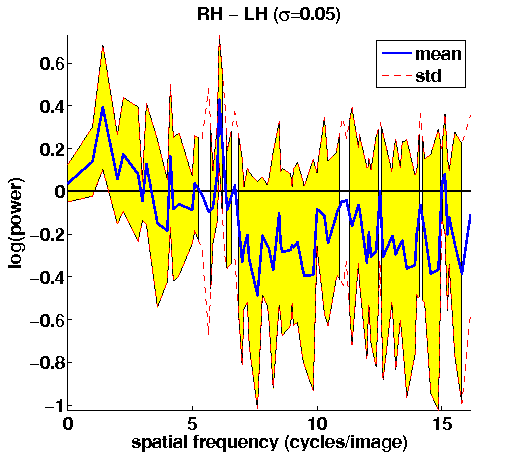 RH − LH (σ=0.05)
mean
std
log(power)
0.6
0.4
0.2
0
−0.2
−0.4
−0.6
−0.8
−1
0 5 10 15
spatial frequency (cycles/image)